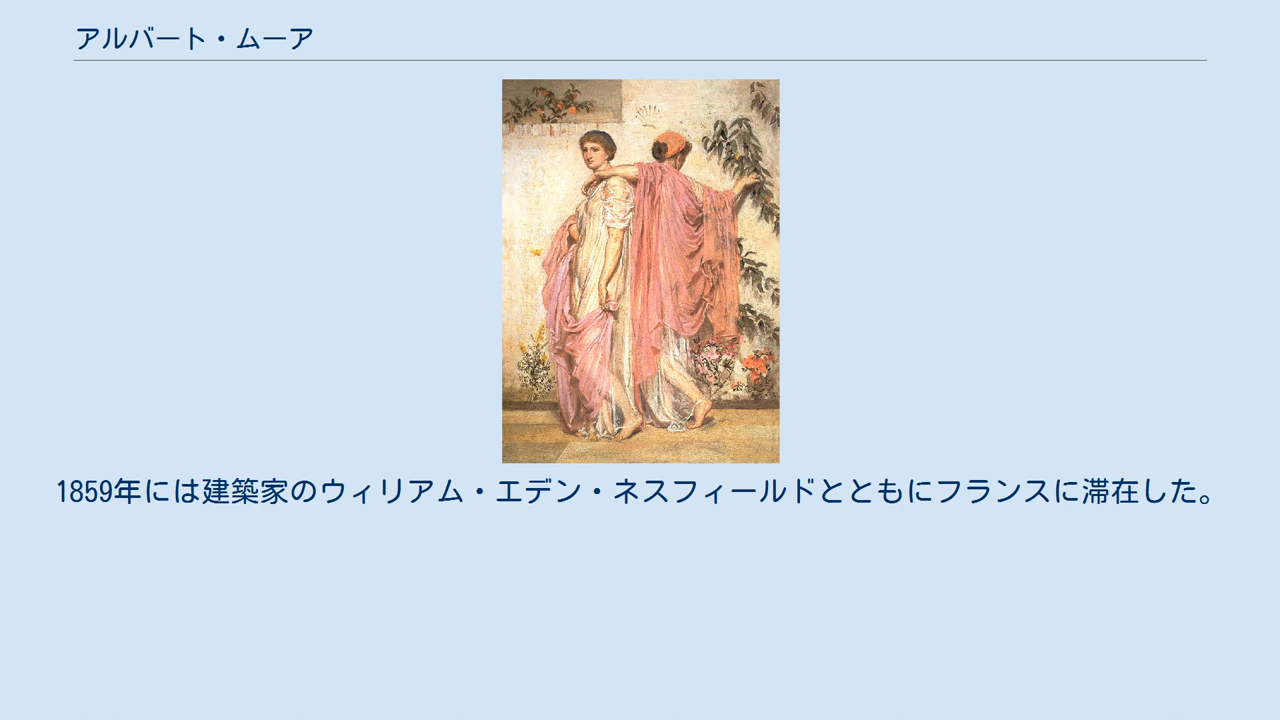 アルバート・ムーア
1859年には建築家のウィリアム・エデン・ネスフィールドとともにフランスに滞在した。